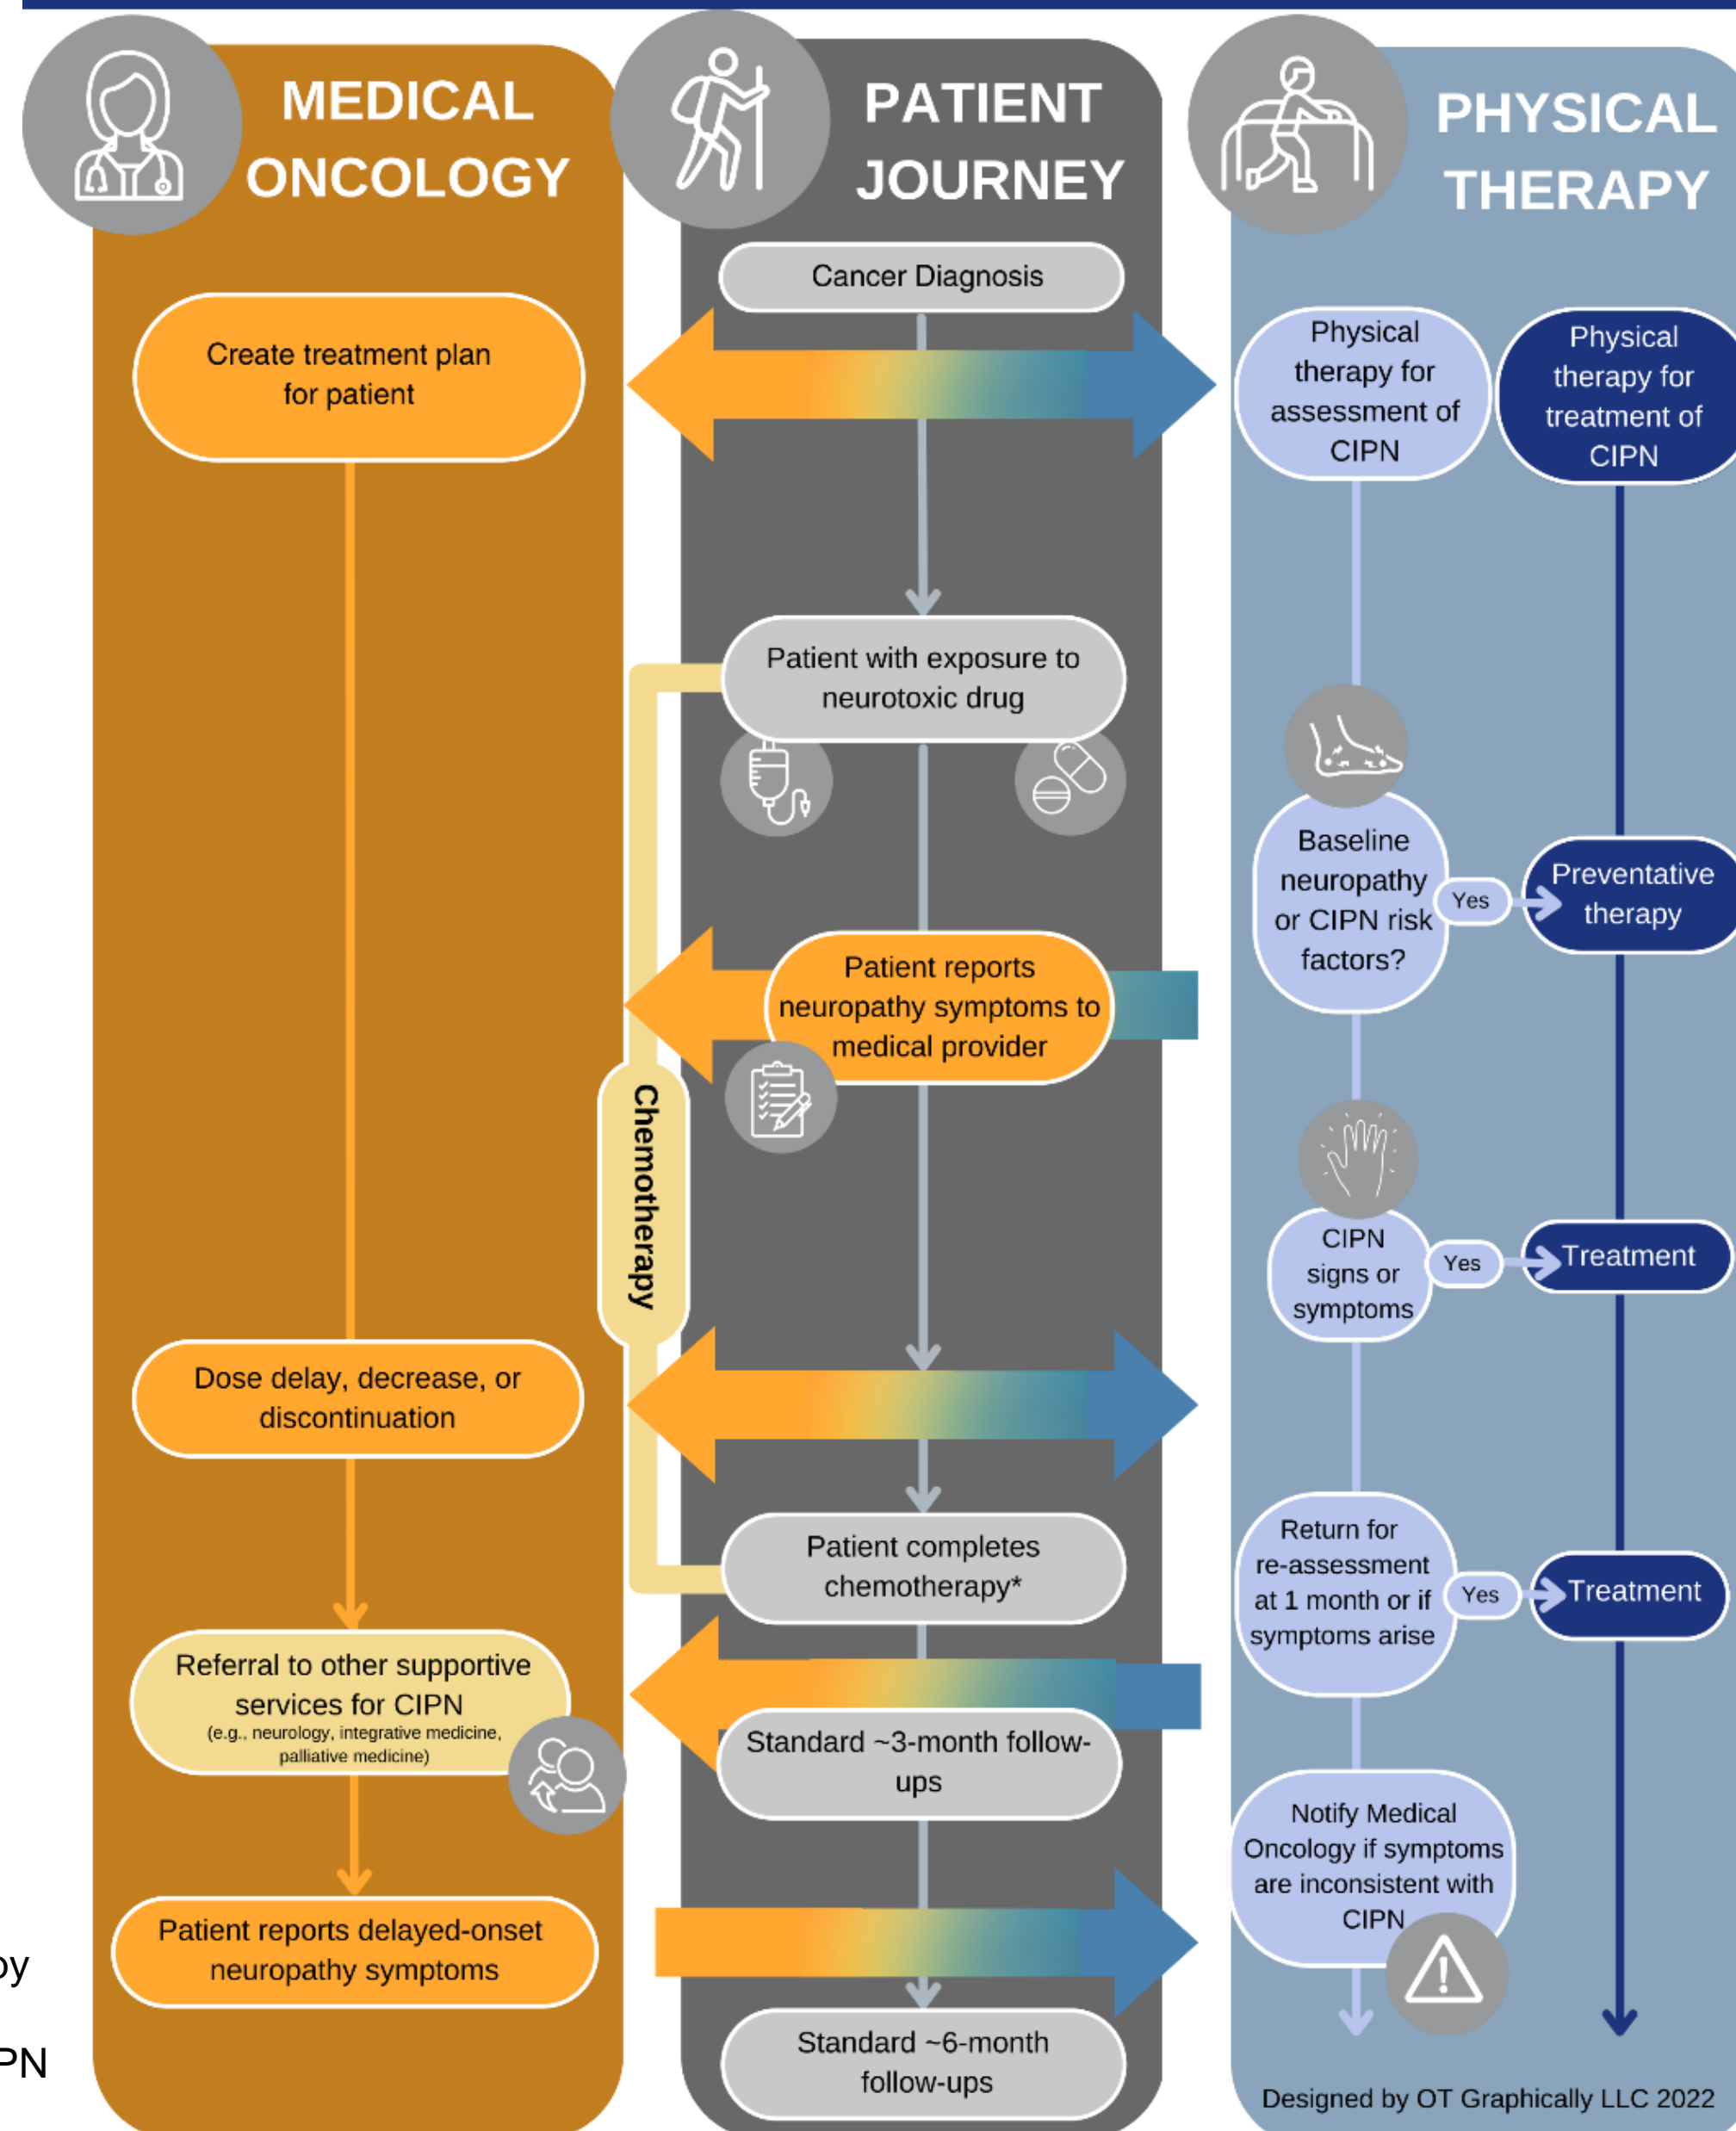 MEDICAL
ONCOLOGY
Create treatment plan
for patient
Dose delay, decrease, or
discontinuation
Referral to other supportive
services for CIPN
(e.g., neurology, integrative medicine,
palliative medicine)
Patient reports delayed-onset
neuropathy symptoms
Chemotherapy
PATIENT
JOURNEY
Cancer Diagnosis
Patient with exposure to
neurotoxic drug
Patient reports
neuropathy symptoms to
medical provider
Patient completes
chemotherapy*
Standard ~3-month follow-
ups
Standard ~6-month
follow-ups
PHYSICAL
THERAPY
Physical
therapy for
assessment of
CIPN
Physical
therapy for
treatment of
CIPN
Baseline
neuropathy
or CIPN risk
factors?
Yes
Preventative
therapy
CIPN
signs or
symptoms
Yes
Treatment
Return for
re-assessment
at 1 month or if
symptoms arise
Yes
Treatment
Notify Medical
Oncology if symptoms
are inconsistent with
CIPN
Designed by OT Graphically LLC 2022